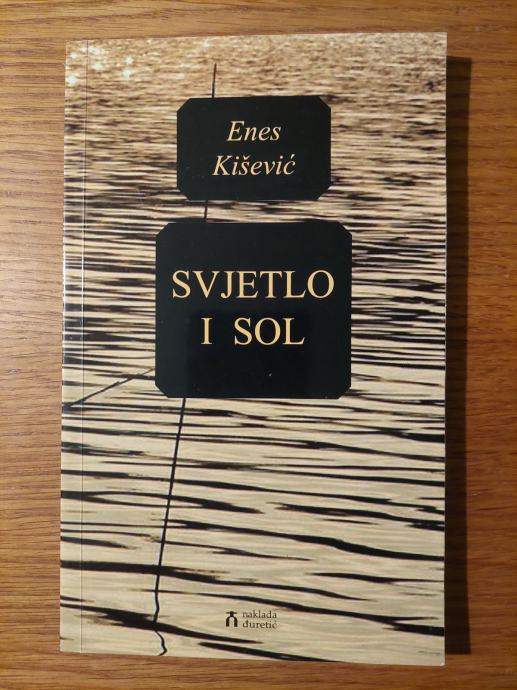 Enes
Kišević
SVJETLO
I SOL
naklada
đuretić